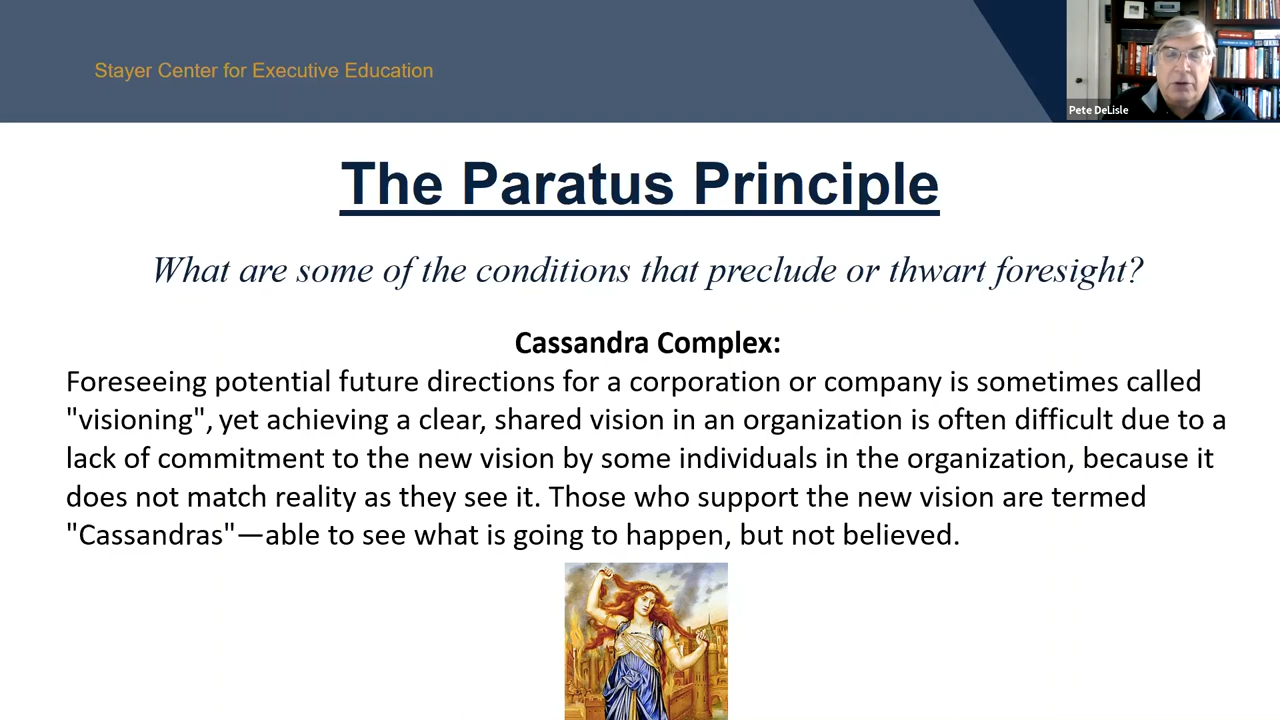 Stayer Center for Executive Education
Pete DeLisle
The Paratus Principle
What are some of the conditions that preclude or thwart foresight?
Cassandra Complex:
Foreseeing potential future directions for a corporation or company is sometimes called
"visioning", yet achieving a clear, shared vision in an organization is often difficult due to a
lack of commitment to the new vision by some individuals in the organization, because it
does not match reality as they see it. Those who support the new vision are termed
"Cassandras"—able to see what is going to happen, but not believed.